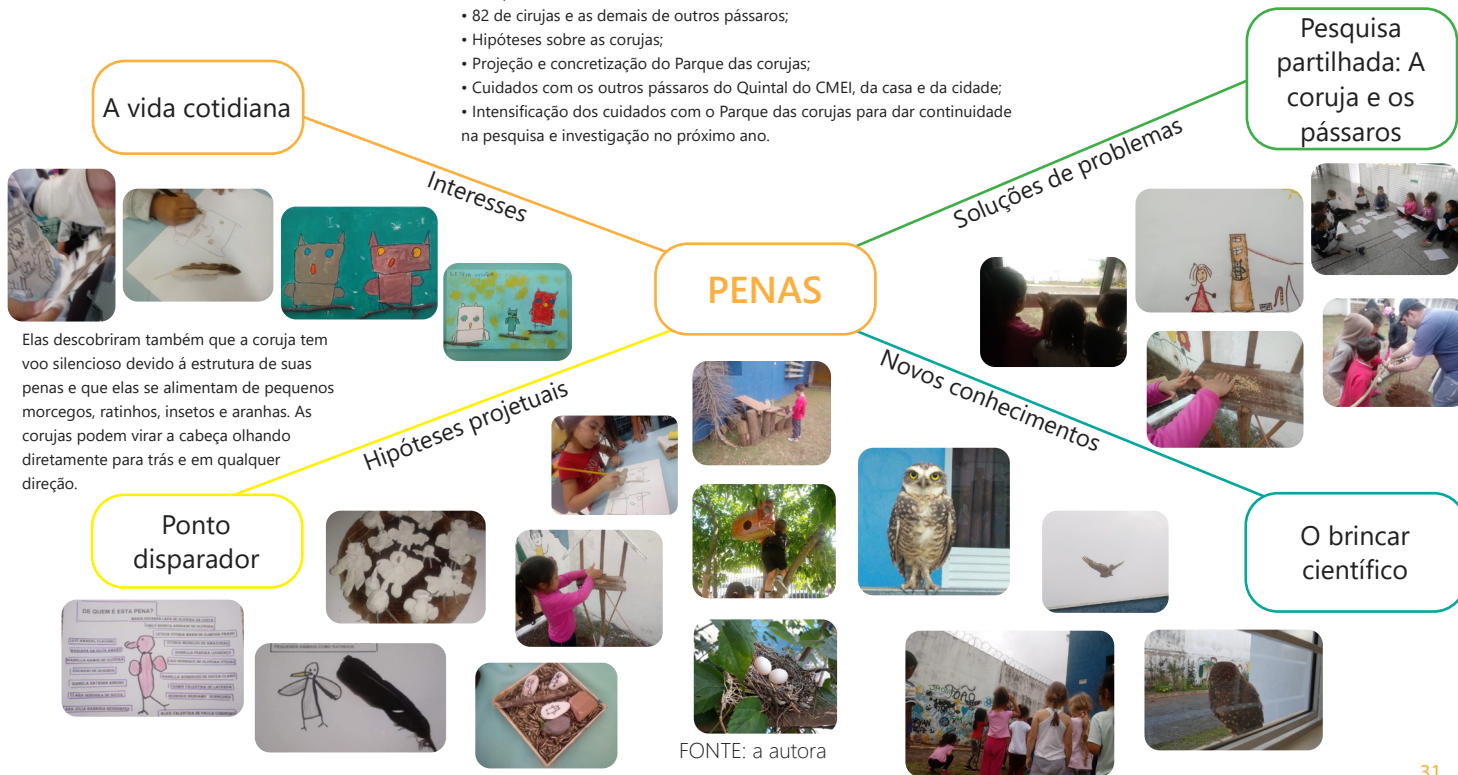 • 82 de cirujas e as demais de outros pássaros;
• Hipóteses sobre as corujas;
• Projeção e concretização do Parque das corujas;
• Cuidados com os outros pássaros do Quintal do CMEI, da casa e da cidade;
• Intensificação dos cuidados com o Parque das corujas para dar continuidade
na pesquisa e investigação no próximo ano.
A vida cotidiana
Interesses
Pesquisa
partilhada: A
coruja e os
pássaros
Soluções de problemas
PENAS
Elas descobriram também que a coruja tem
voo silencioso devido á estrutura de suas
penas e que elas se alimentam de pequenos
morcegos, ratinhos, insetos e aranhas. As
corujas podem virar a cabeça olhando
diretamente para trás e em qualquer
direção.
Hipóteses projetuais
Novos conhecimentos
Ponto
disparador
O brincar
científico
DE QUEM É ESTA PENA?
FONTE: a autora
31